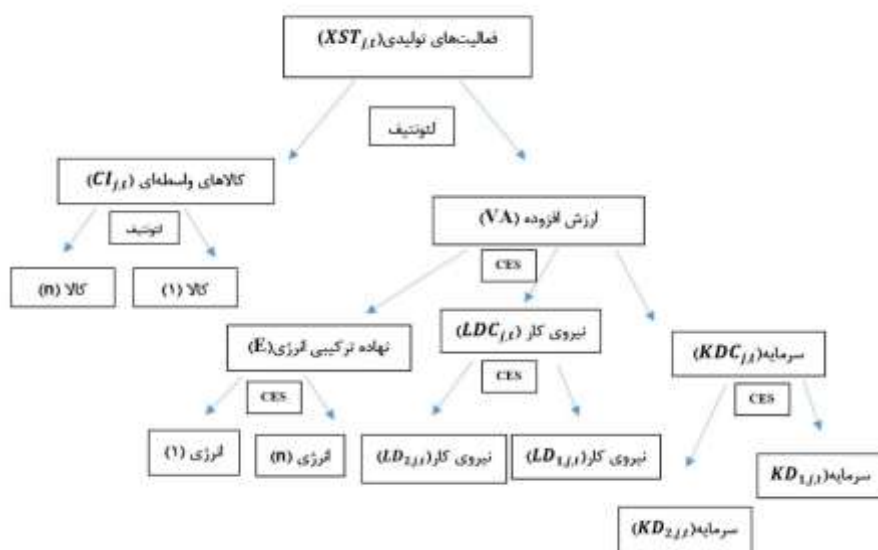 فعالیت‌های تولیدی(XST_{j,t})
لئونتیف
کالاهای واسطه‌ای (CI_{j,t})
ارزش افزوده (VA)
لئونتیف
CES
کالا (۱)
کالا (n)
سرمایه(KDC_{j,t})
نیروی کار (LDC_{j,t})
نهاده ترکیبی انرژی(E)
CES
CES
CES
سرمایه(KD_{1,j,t})
سرمایه(KD_{2,j,t})
نیروی کار(LD_{1,j,t})
نیروی کار(LD_{2,j,t})
انرژی (n)
انرژی (۱)